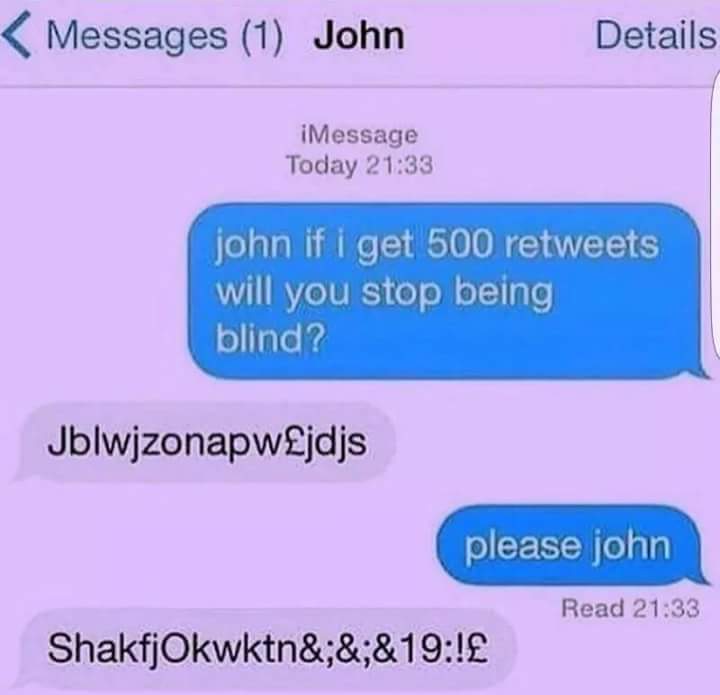 Messages (1) John Details
iMessage
Today 21:33
john if i get 500 retweets
will you stop being
blind?
Jblwjzonapw£jdjs
please john
Read 21:33
ShakfjOkwktn&;&;&19:!£